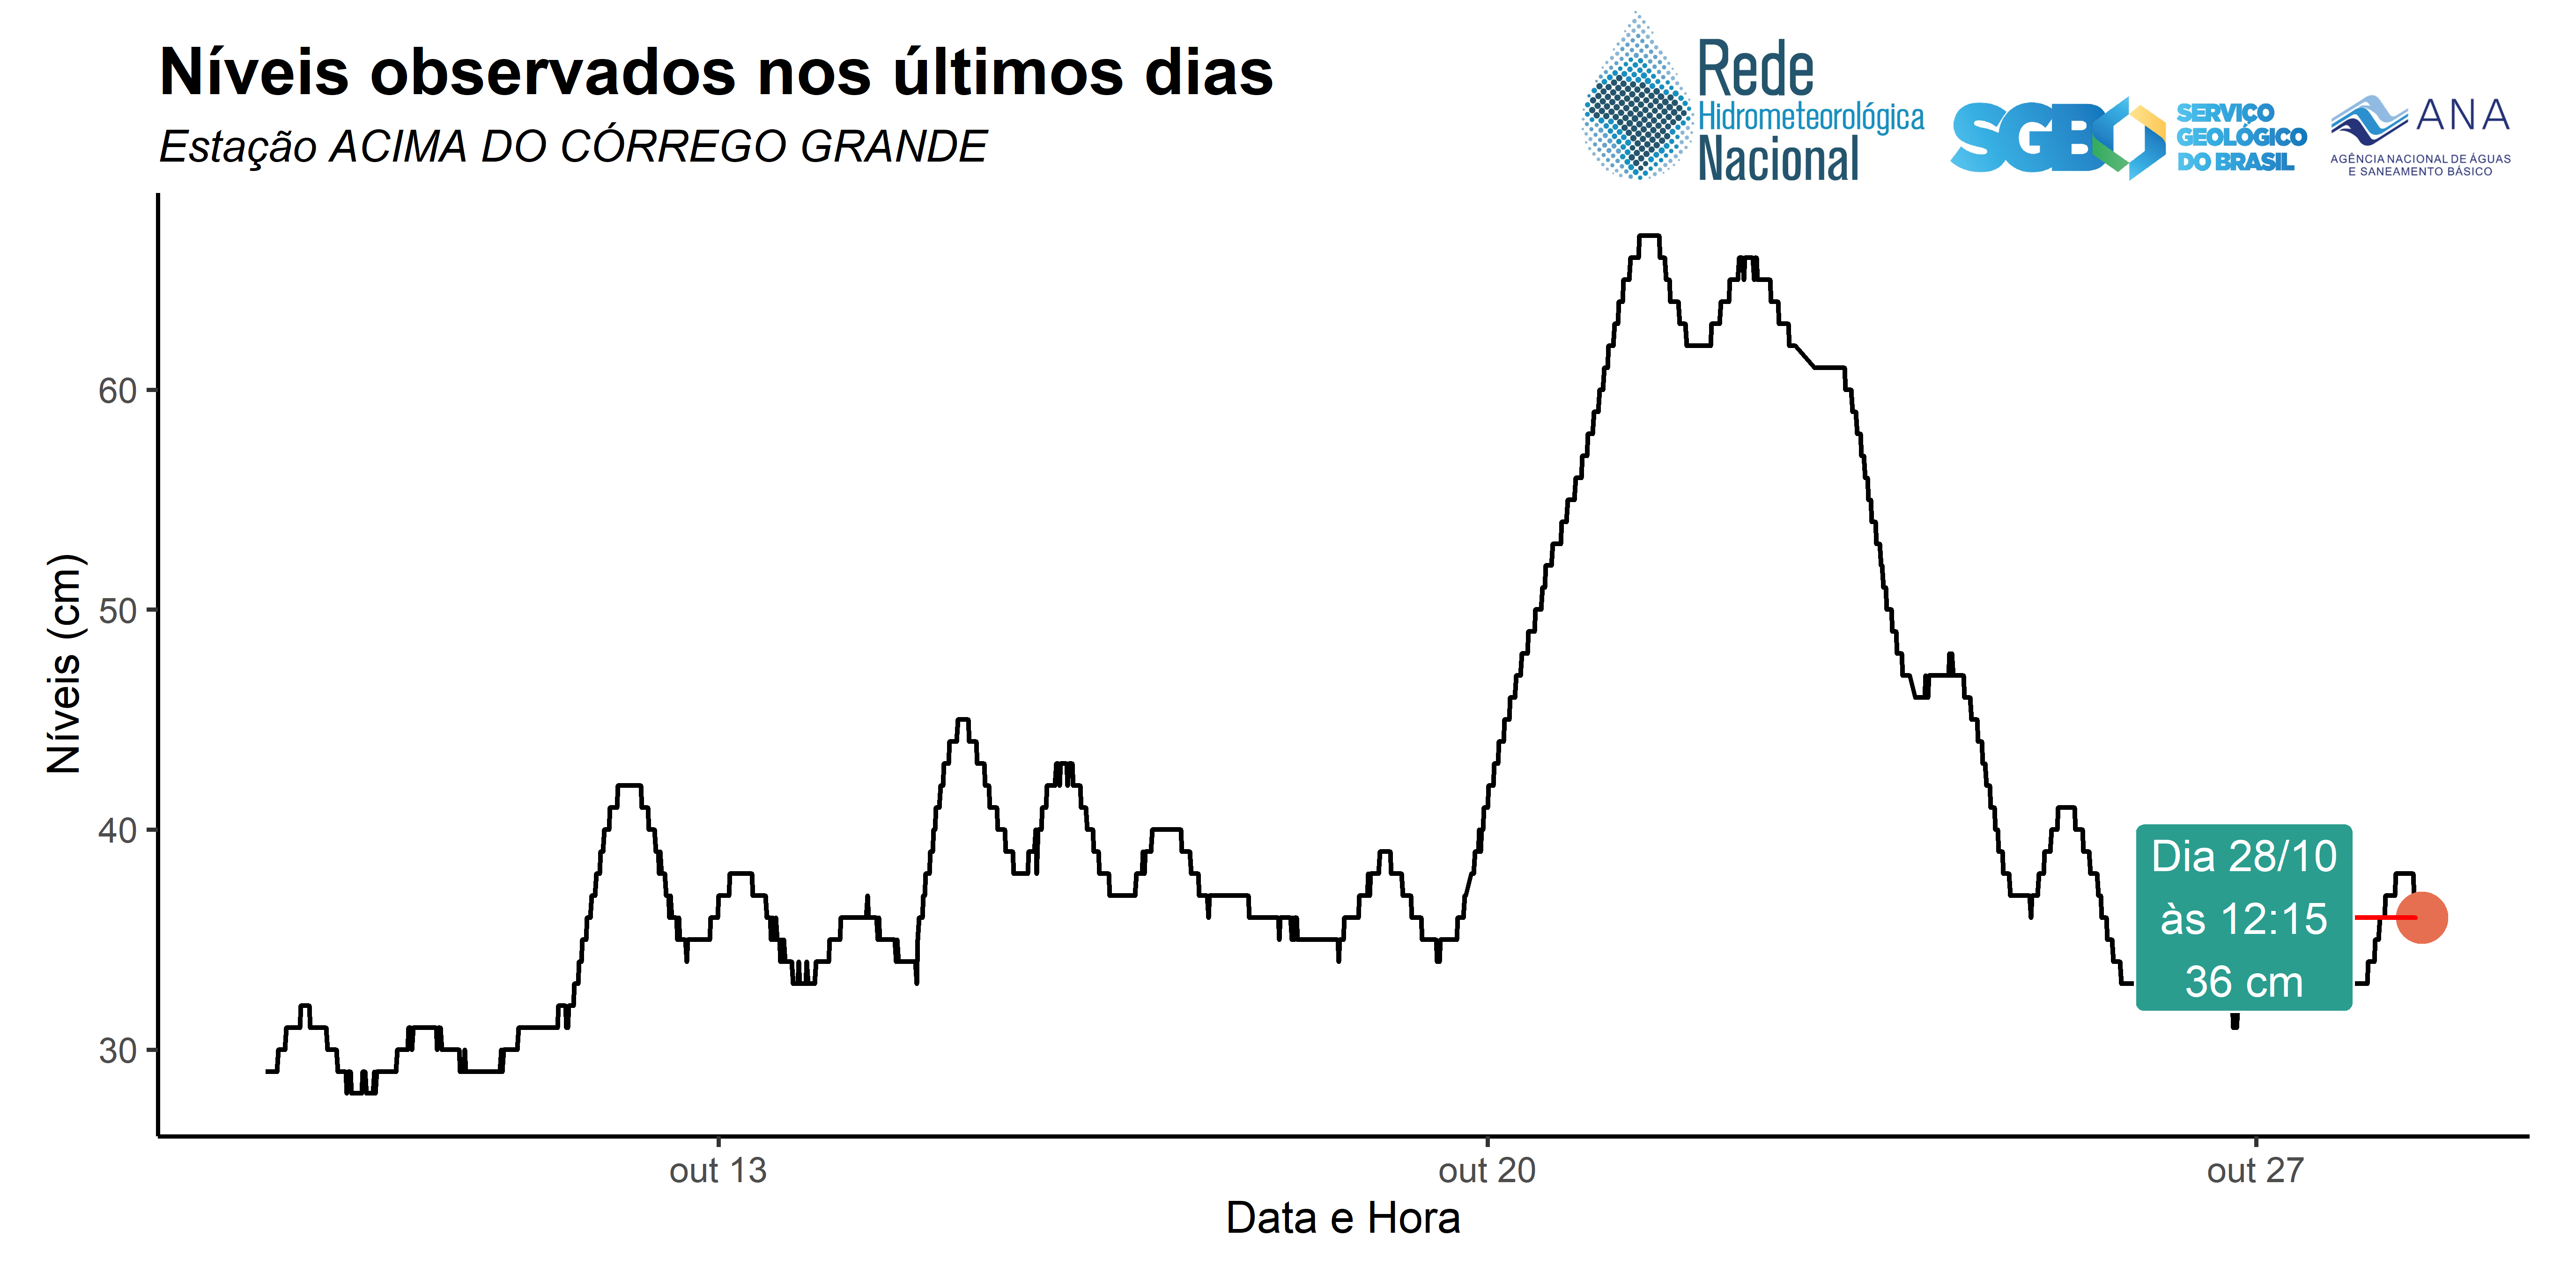 Níveis observados nos últimos dias
Estação ACIMA DO CÓRREGO GRANDE
Rede
Hidrometeorológica
Nacional
SGB
SERVIÇO
GEOLÓGICO
DO BRASIL
ANA
AGÊNCIA NACIONAL DE ÁGUAS
E SANEAMENTO BÁSICO
Níveis (cm)
60
50
40
30
Dia 28/10
às 12:15
36 cm
out 13
out 20
out 27
Data e Hora